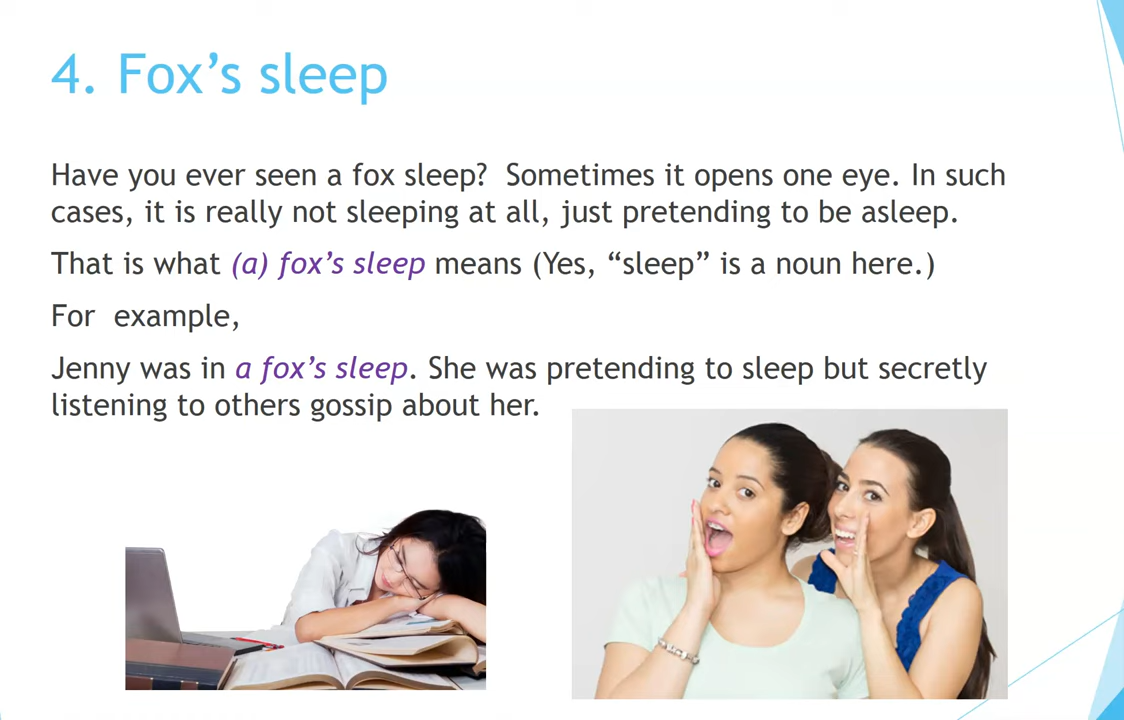 4. Fox’s sleep
Have you ever seen a fox sleep?  Sometimes it opens one eye. In such
cases, it is really not sleeping at all, just pretending to be asleep.
That is what (a) fox’s sleep means (Yes, “sleep” is a noun here.)
For  example,
Jenny was in a fox’s sleep. She was pretending to sleep but secretly
listening to others gossip about her.